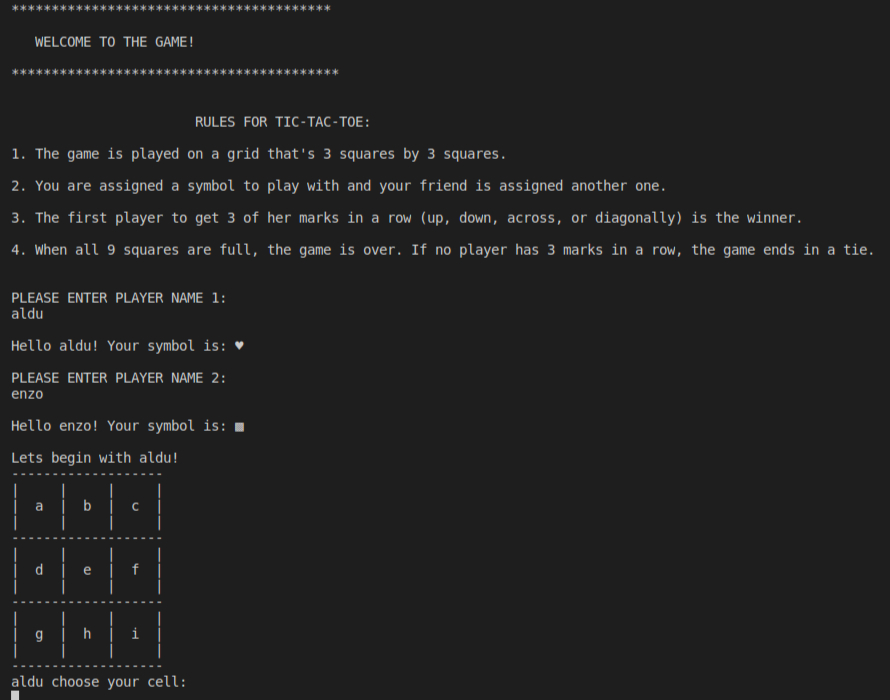 ****************************************
WELCOME TO THE GAME!
*****************************************
RULES FOR TIC-TAC-TOE:
1. The game is played on a grid that's 3 squares by 3 squares.
2. You are assigned a symbol to play with and your friend is assigned another one.
3. The first player to get 3 of her marks in a row (up, down, across, or diagonally) is the winner.
4. When all 9 squares are full, the game is over. If no player has 3 marks in a row, the game ends in a tie.
PLEASE ENTER PLAYER NAME 1:
aldu
Hello aldu! Your symbol is: ♥
PLEASE ENTER PLAYER NAME 2:
enzo
Hello enzo! Your symbol is: ■
Lets begin with aldu!
-------------------
|     |     |     |
|  a  |  b  |  c  |
|     |     |     |
-------------------
|     |     |     |
|  d  |  e  |  f  |
|     |     |     |
-------------------
|     |     |     |
|  g  |  h  |  i  |
|     |     |     |
-------------------
aldu choose your cell: